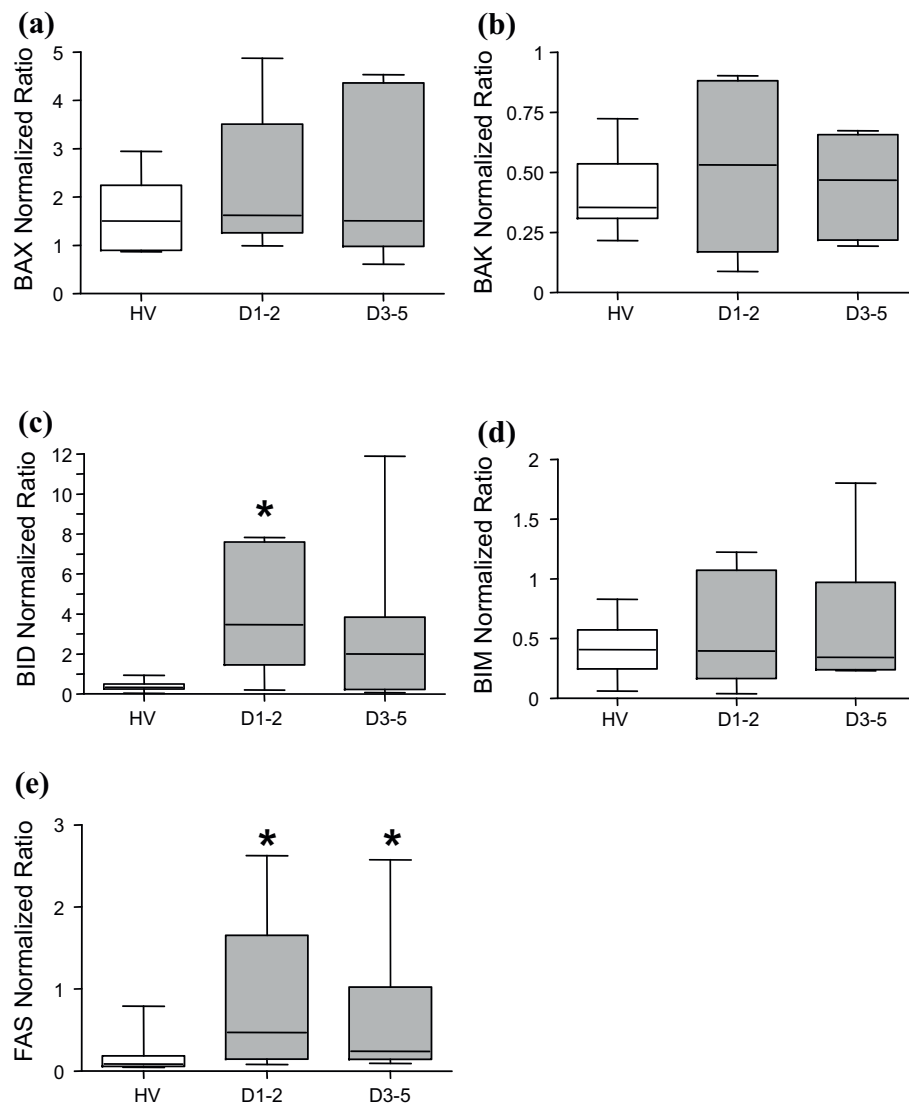 (a)
BAX Normalized Ratio
5
4
3
2
1
0
HV D1-2 D3-5
(b)
BAK Normalized Ratio
1
0.75
0.50
0.25
0
HV D1-2 D3-5
(c)
BID Normalized Ratio
12
10
8
6
4
2
0
*
HV D1-2 D3-5
(d)
BIM Normalized Ratio
2
1.5
1
0.5
0
HV D1-2 D3-5
(e)
FAS Normalized Ratio
3
2
1
0
* *
HV D1-2 D3-5